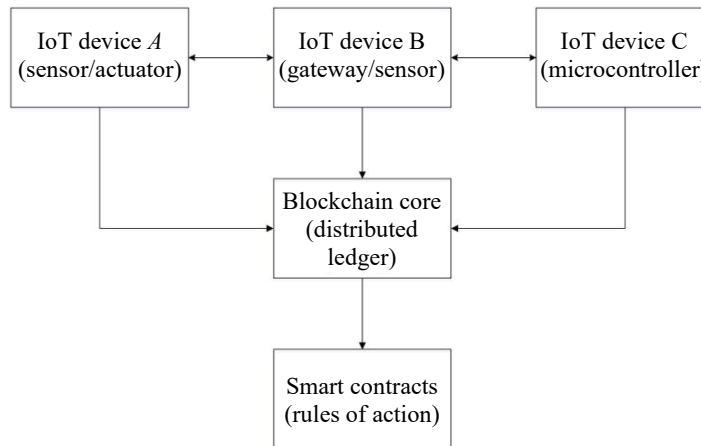 IoT device A
(sensor/actuator)
IoT device B
(gateway/sensor)
IoT device C
(microcontroller)
Blockchain core
(distributed
ledger)
Smart contracts
(rules of action)